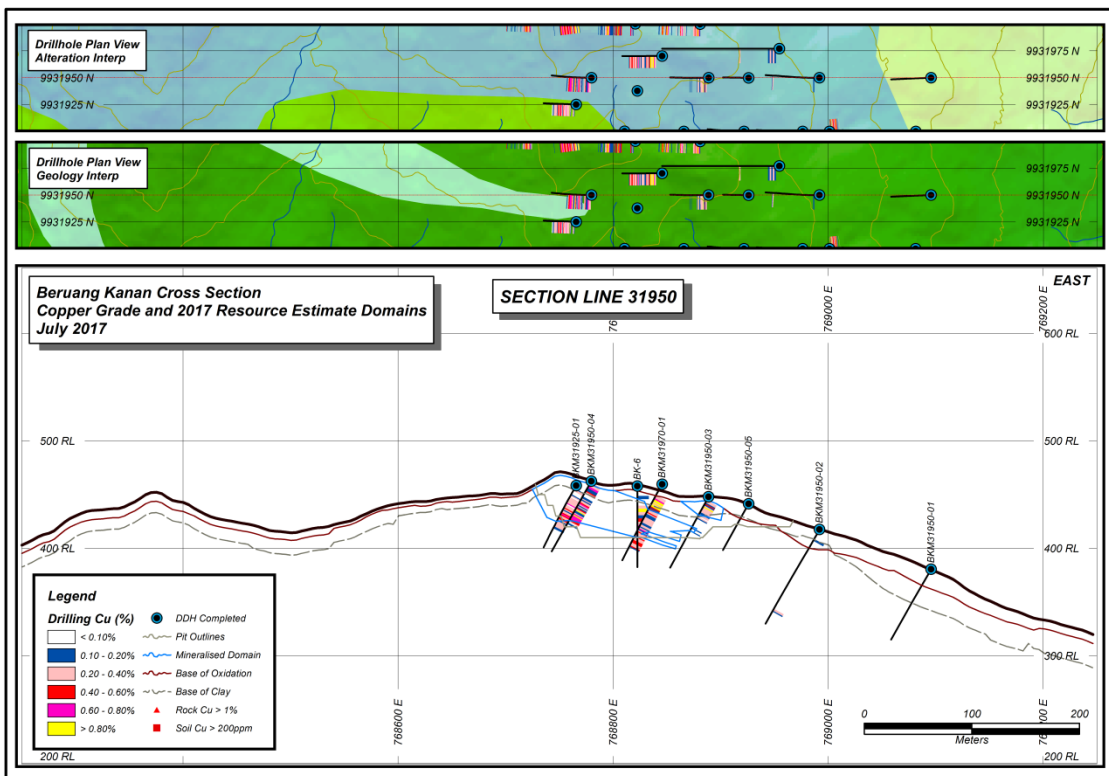 Drillhole Plan View
Alteration Interp
9931975 N
9931950 N
9931925 N
9931975 N
9931950 N
9931925 N
Drillhole Plan View
Geology Interp
9931975 N
9931950 N
9931925 N
9931975 N
9931950 N
9931925 N
Beruang Kanan Cross Section
Copper Grade and 2017 Resource Estimate Domains
July 2017
SECTION LINE 31950
EAST
769000 E
769200 E
600 RL
500 RL
500 RL
400 RL
400 RL
300 RL
200 RL
200 RL
BKM31925-01
BKM31950-04
BK-6
BKM31970-01
BKM31950-03
BKM31950-05
BKM31950-02
BKM31950-01
Legend
Drilling Cu (%)
< 0.10%
0.10 - 0.20%
0.20 - 0.40%
0.40 - 0.60%
0.60 - 0.80%
> 0.80%
DDH Completed
Pit Outlines
Mineralised Domain
Base of Oxidation
Base of Clay
Rock Cu > 1%
Soil Cu > 200ppm
768600 E
768800 E
769000 E
0 100 200
Meters